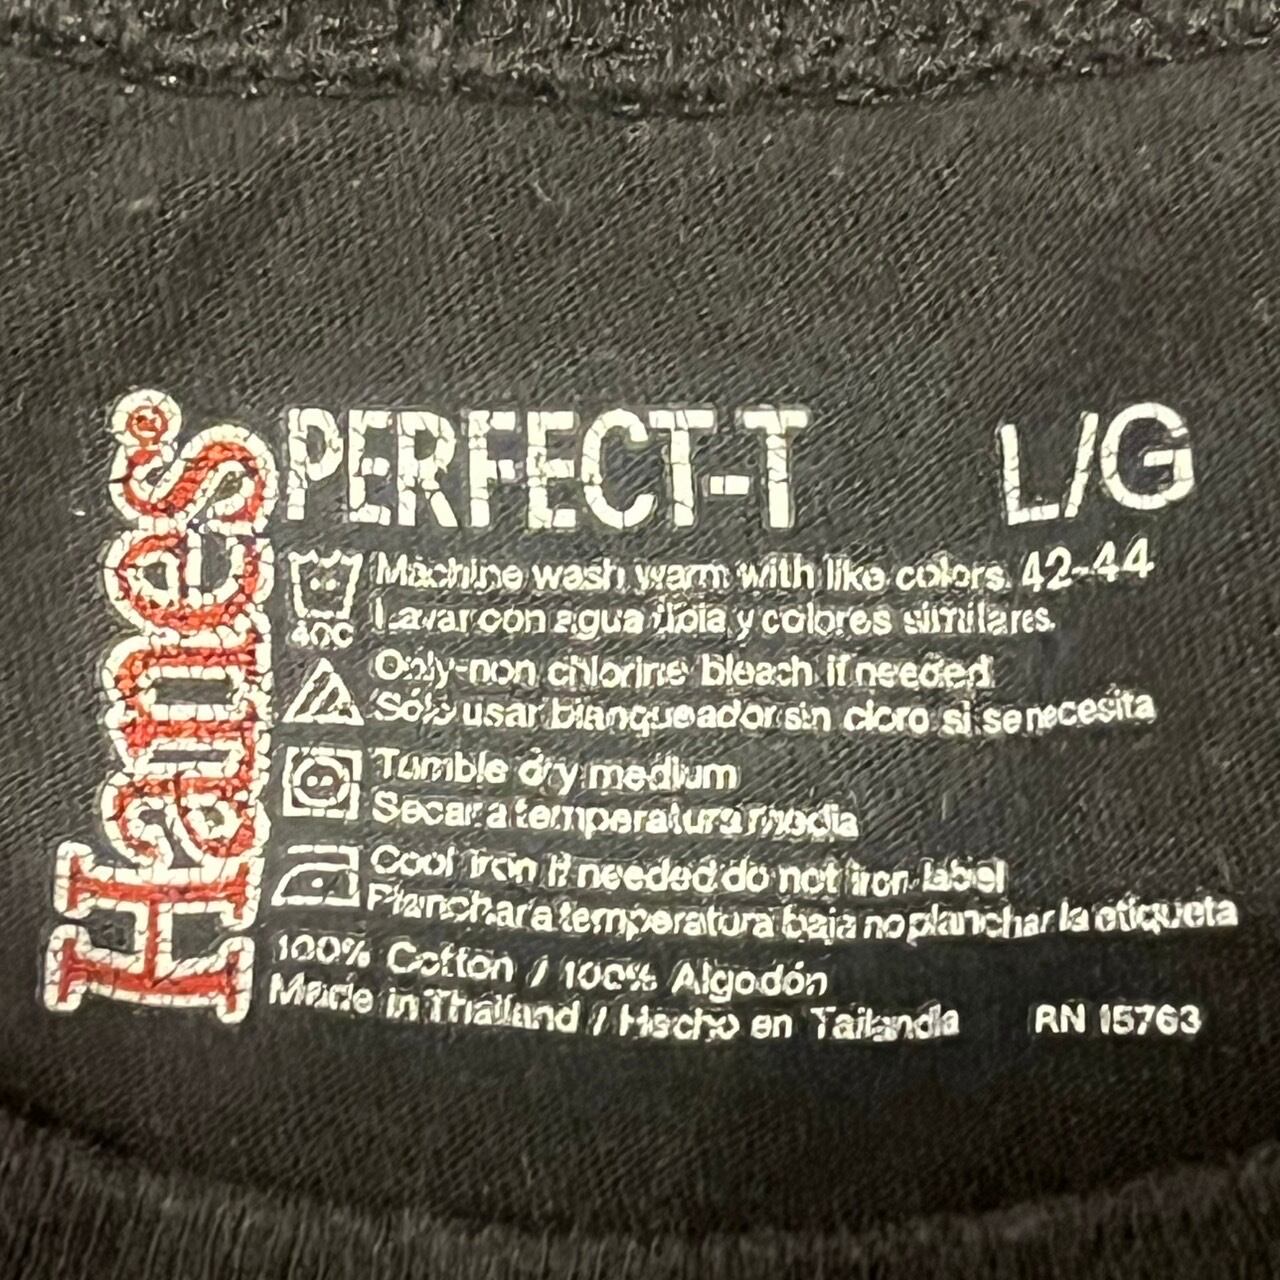 Hanes
PERFECT-T L/G
Machine wash warm with like colors. 42-44
40C
Lavar con agua tibia y colores similares.
Only-non chlorine bleach if needed
Sólo usar blanqueador sin cloro si se necesita
Tumble dry medium
Secar a temperatura media
Cool iron if needed do not iron label
Planchar a temperatura baja no planchar la etiqueta
100% Cotton / 100% Algodón
Made in Thailand / Hecho en Tailandia RN 15763